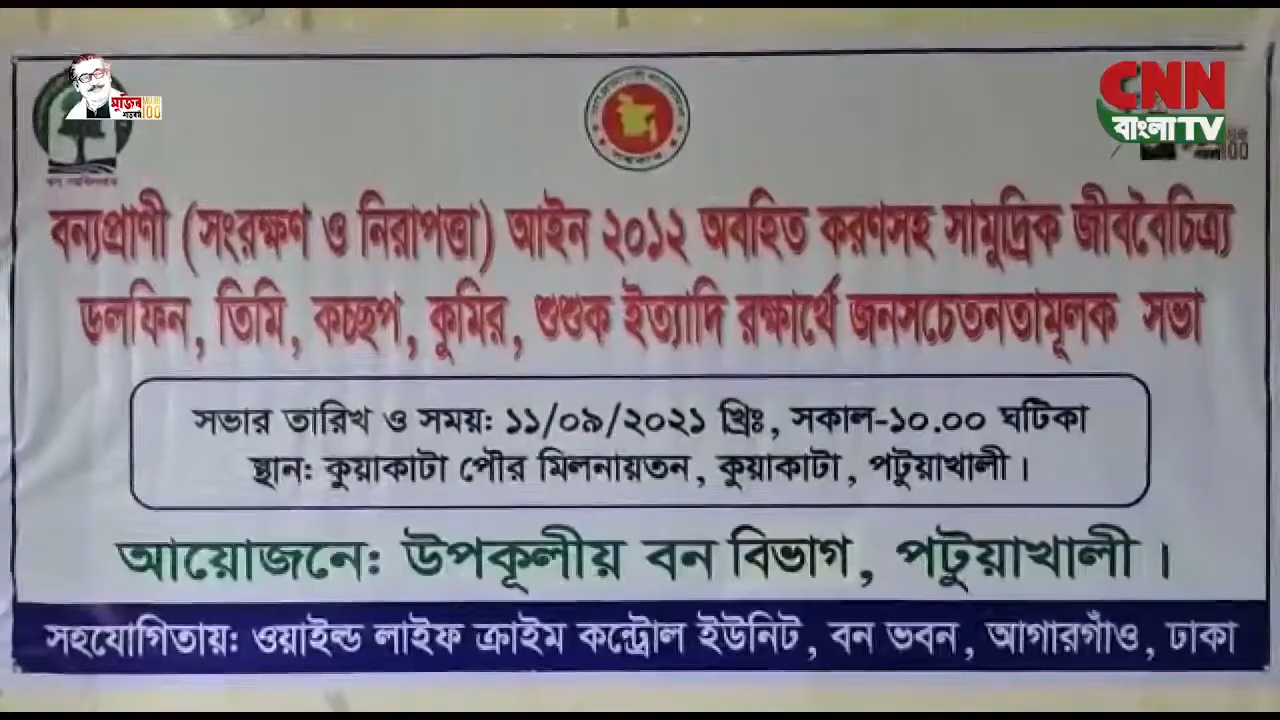 মুজিব
শতবর্ষ
100
CNN
বাংলা TV
বন্যপ্রাণী (সংরক্ষণ ও নিরাপত্তা) আইন ২০১২ অবহিত করণসহ সামুদ্রিক জীববৈচিত্র্য
ডলফিন, তিমি, কচ্ছপ, কুমির, শুশুক ইত্যাদি রক্ষার্থে জনসচেতনতামূলক সভা
সভার তারিখ ও সময়: ১১/০৯/২০২১ খ্রিঃ, সকাল-১০.০০ ঘটিকা
স্থান: কুয়াকাটা পৌর মিলনায়তন, কুয়াকাটা, পটুয়াখালী।
আয়োজনে: উপকূলীয় বন বিভাগ, পটুয়াখালী।
সহযোগিতায়: ওয়াইল্ড লাইফ ক্রাইম কন্ট্রোল ইউনিট, বন ভবন, আগারগাঁও, ঢাকা